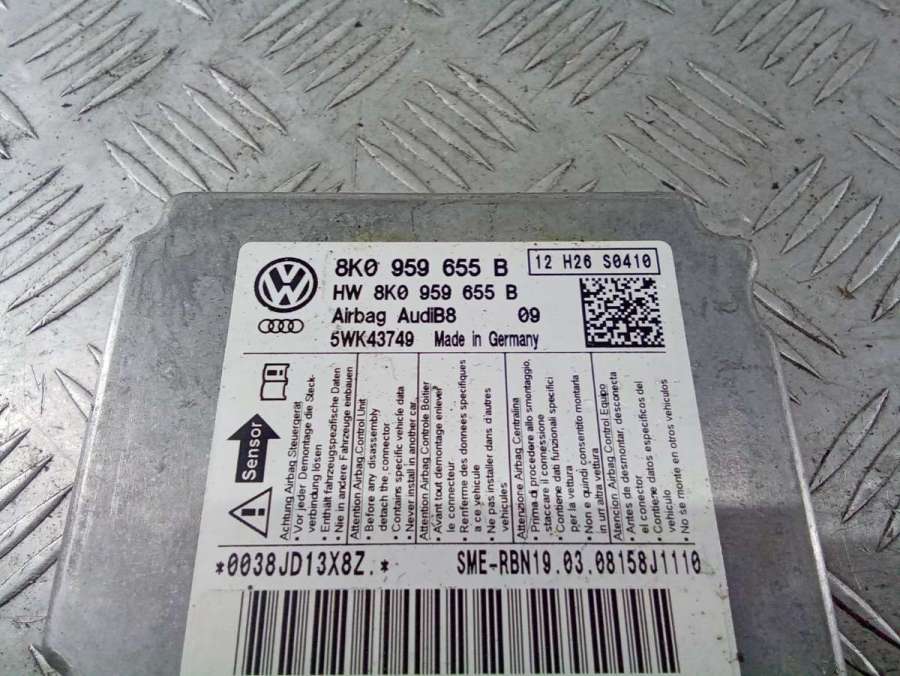 8K0 959 655 B
12 H26 S0410
HW 8K0 959 655 B
Airbag AudiB8 09
5WK43749 Made in Germany
Sensor
Achtung Airbag Steuergerät
• Vor jeder Demontage die Steck-
verbindung lösen
• Enthält fahrzeugspezifische Daten
• Nie in andere Fahrzeuge einbauen
Attention Airbag Control Unit
• Before any disassembly
detach the connector
• Contains specific vehicle data
• Never install in another car.
Attention Airbag Controle Boitier
• Avant tout demontage enlever
le connecteur
• Renferme des données spécifiques
a ce véhicule
• Ne pas installer dans d'autres
véhicules
Attenzione Airbag Centralina
• Prima di procedere allo smontaggio,
staccare il connessione
• Contiene dati funzionali specifici
per la vettura
• Non e quindi consentito montarla
in un'altra vettura
Atencion Airbag Control Equipo
• Antes de desmontar, desconecta
el conector
• Contiene datos especificos del
vehiculo
• No se monte en otros vehiculos
*0038JD13X8Z.* SME-RBN19.03.08158J1110